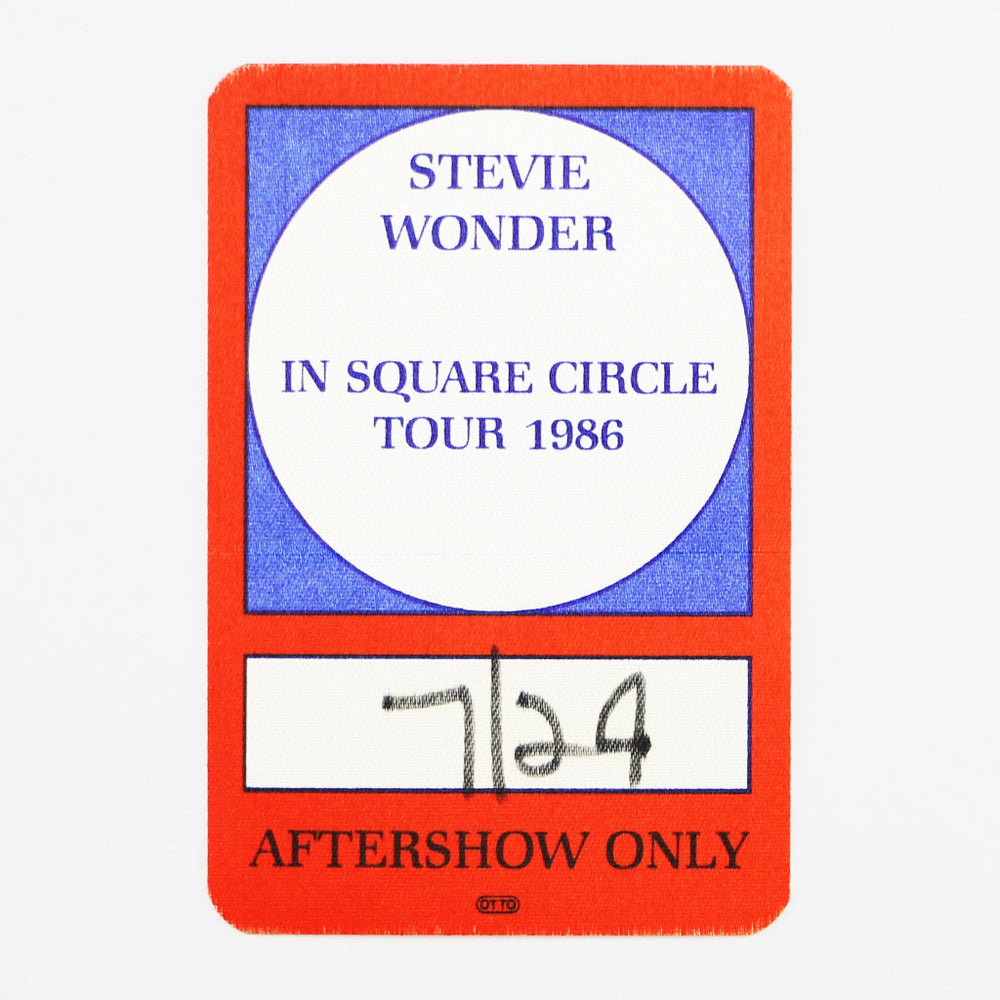 STEVIE
WONDER
IN SQUARE CIRCLE
TOUR 1986
7/24
AFTERSHOW ONLY
OTTO